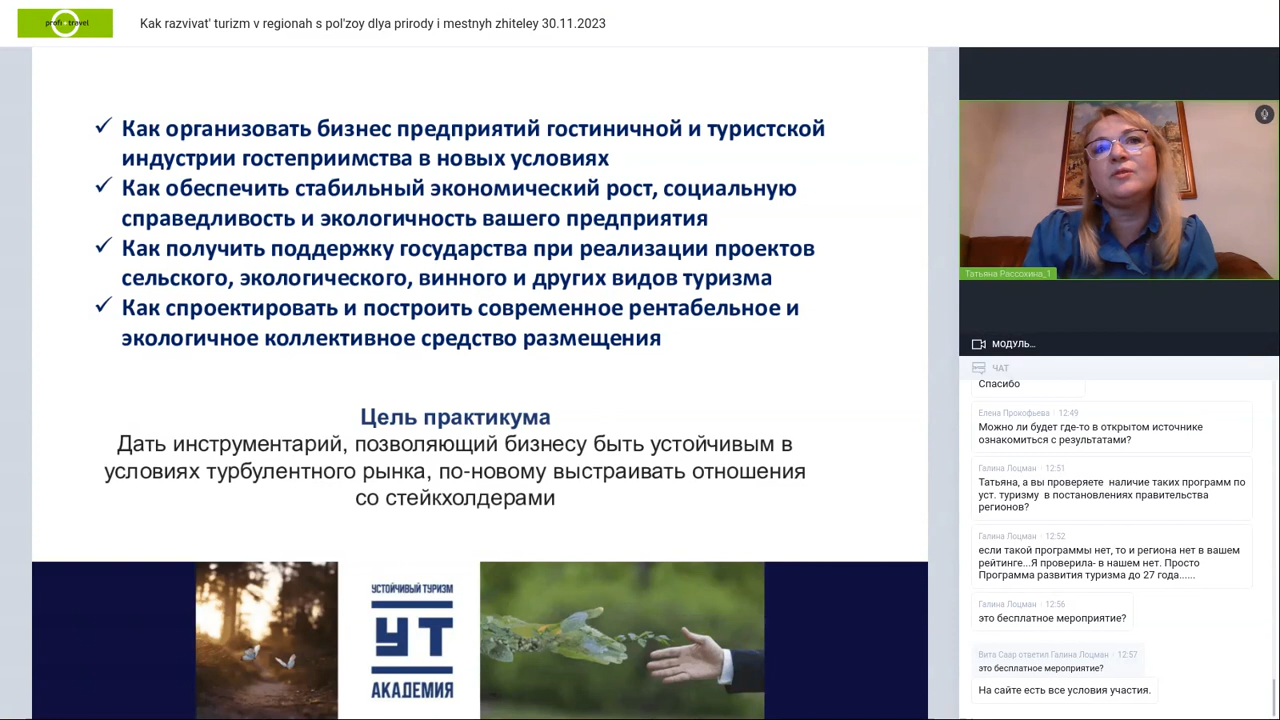 profi travel
Kak razvivat' turizm v regionah s pol'zoy dlya prirody i mestnyh zhiteley 30.11.2023
✓ Как организовать бизнес предприятий гостиничной и туристской
индустрии гостеприимства в новых условиях
✓ Как обеспечить стабильный экономический рост, социальную
справедливость и экологичность вашего предприятия
✓ Как получить поддержку государства при реализации проектов
сельского, экологического, винного и других видов туризма
✓ Как спроектировать и построить современное рентабельное и
экологичное коллективное средство размещения
Цель практикума
Дать инструментарий, позволяющий бизнесу быть устойчивым в
условиях турбулентного рынка, по-новому выстраивать отношения
со стейкхолдерами
УСТОЙЧИВЫЙ ТУРИЗМ
УТ
АКАДЕМИЯ
Татьяна Рассохина_1
МОДУЛЬ...
ЧАТ
Спасибо
Елена Прокофьева · 12:49
Можно ли будет где-то в открытом источнике
ознакомиться с результатами?
Галина Лоцман · 12:51
Татьяна, а вы проверяете наличие таких программ по
уст. туризму в постановлениях правительства
регионов?
Галина Лоцман · 12:52
если такой программы нет, то и региона нет в вашем
рейтинге...Я проверила- в нашем нет. Просто
Программа развития туризма до 27 года......
Галина Лоцман · 12:56
это бесплатное мероприятие?
Вита Саар ответил Галина Лоцман · 12:57
это бесплатное мероприятие?
На сайте есть все условия участия.